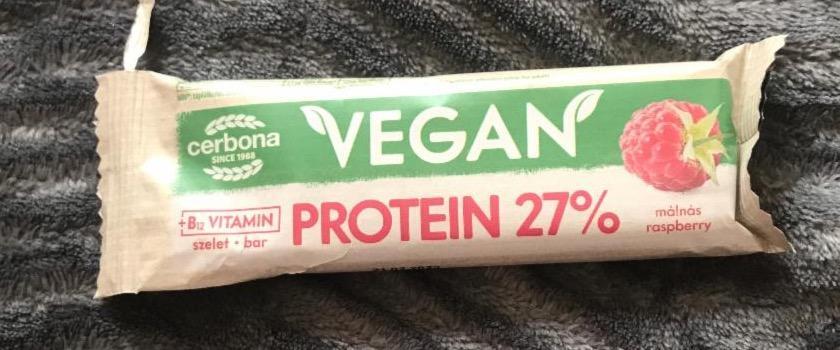 cerbona
SINCE 1988
VEGAN
+B12 VITAMIN
szelet • bar
PROTEIN 27%
málnás
raspberry